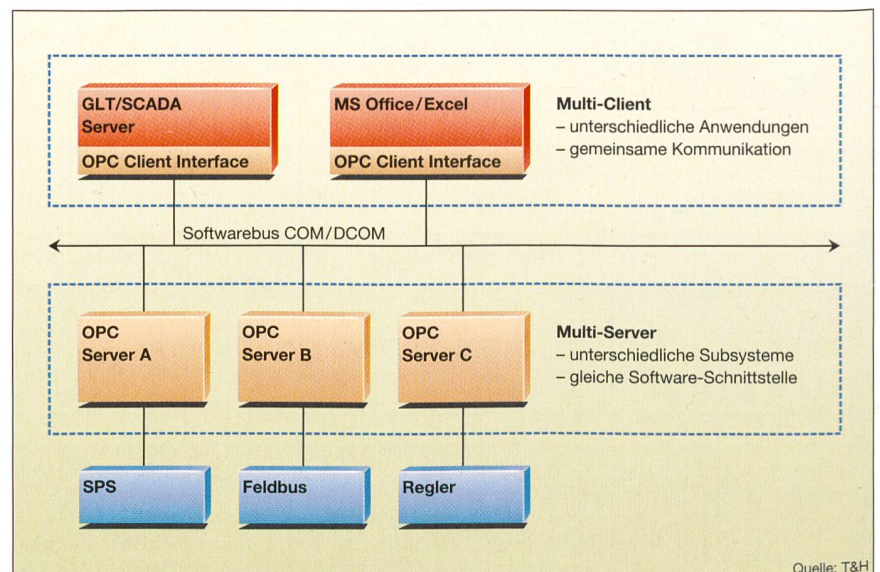 GLT/SCADA
Server
OPC Client Interface
MS Office/Excel
OPC Client Interface
Multi-Client
– unterschiedliche Anwendungen
– gemeinsame Kommunikation
Softwarebus COM/DCOM
OPC
Server A
OPC
Server B
OPC
Server C
Multi-Server
– unterschiedliche Subsysteme
– gleiche Software-Schnittstelle
SPS
Feldbus
Regler
Quelle: T&H